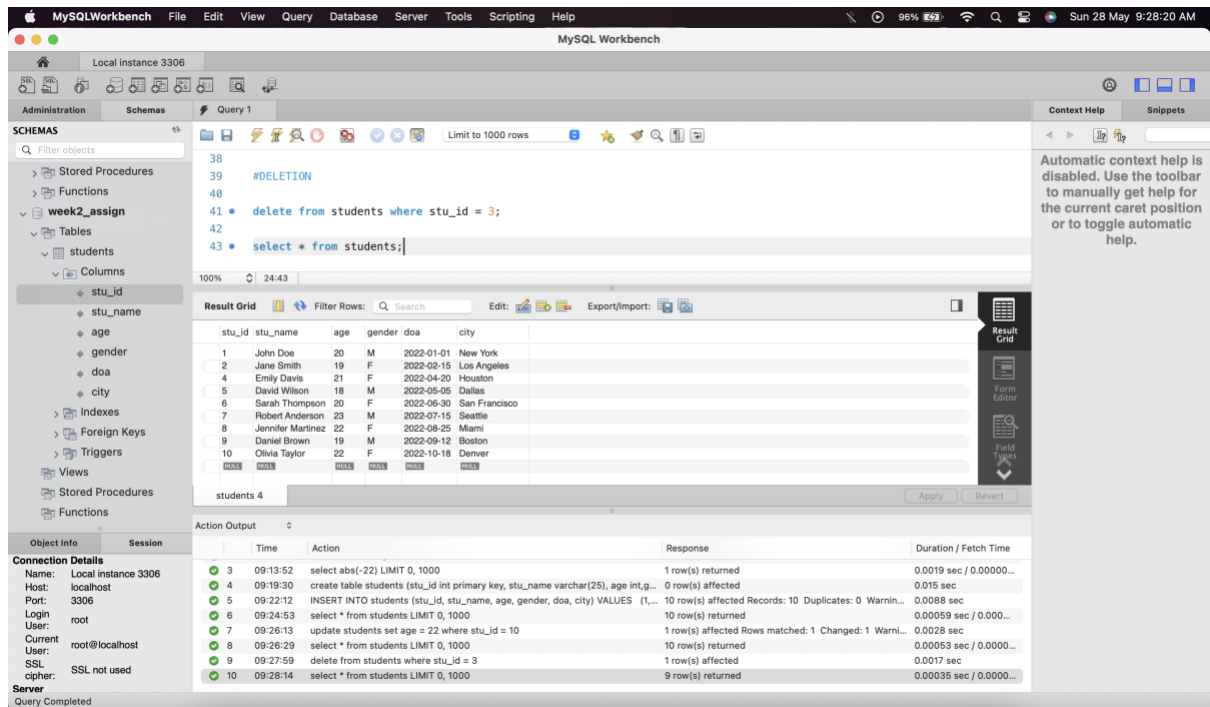 MySQLWorkbench File Edit View Query Database Server Tools Scripting Help 96% Sun 28 May 9:28:20 AM
MySQL Workbench
Local instance 3306
Administration Schemas
SCHEMAS
Filter objects
Stored Procedures
Functions
week2_assign
Tables
students
Columns
stu_id
stu_name
age
gender
doa
city
Indexes
Foreign Keys
Triggers
Views
Stored Procedures
Functions
Object Info Session
Connection Details
Name: Local instance 3306
Host: localhost
Port: 3306
Login
User: root
Current
User: root@localhost
SSL
cipher: SSL not used
Server
Query Completed
Query 1
Limit to 1000 rows
38
39 #DELETION
40
41 delete from students where stu_id = 3;
42
43 select * from students;
100% 24:43
Result Grid Filter Rows: Search Edit: Export/Import:
stu_id stu_name age gender doa city
1 John Doe 20 M 2022-01-01 New York
2 Jane Smith 19 F 2022-02-15 Los Angeles
4 Emily Davis 21 F 2022-04-20 Houston
5 David Wilson 18 M 2022-05-05 Dallas
6 Sarah Thompson 20 F 2022-06-30 San Francisco
7 Robert Anderson 23 M 2022-07-15 Seattle
8 Jennifer Martinez 22 F 2022-08-25 Miami
9 Daniel Brown 19 M 2022-09-12 Boston
10 Olivia Taylor 22 F 2022-10-18 Denver
NULL NULL NULL NULL NULL NULL
Result
Grid
Form
Editor
Field
Types
students 4
Apply Revert
Action Output
Time Action Response Duration / Fetch Time
3 09:13:52 select abs(-22) LIMIT 0, 1000 1 row(s) returned 0.0019 sec / 0.00000...
4 09:19:30 create table students (stu_id int primary key, stu_name varchar(25), age int,g... 0 row(s) affected 0.015 sec
5 09:22:12 INSERT INTO students (stu_id, stu_name, age, gender, doa, city) VALUES (1,... 10 row(s) affected Records: 10 Duplicates: 0 Warnin... 0.0088 sec
6 09:24:53 select * from students LIMIT 0, 1000 10 row(s) returned 0.00059 sec / 0.000...
7 09:26:13 update students set age = 22 where stu_id = 10 1 row(s) affected Rows matched: 1 Changed: 1 Warni... 0.0028 sec
8 09:26:29 select * from students LIMIT 0, 1000 10 row(s) returned 0.00053 sec / 0.0000...
9 09:27:59 delete from students where stu_id = 3 1 row(s) affected 0.0017 sec
10 09:28:14 select * from students LIMIT 0, 1000 9 row(s) returned 0.00035 sec / 0.0000...
Context Help Snippets
Automatic context help is
disabled. Use the toolbar
to manually get help for
the current caret position
or to toggle automatic
help.